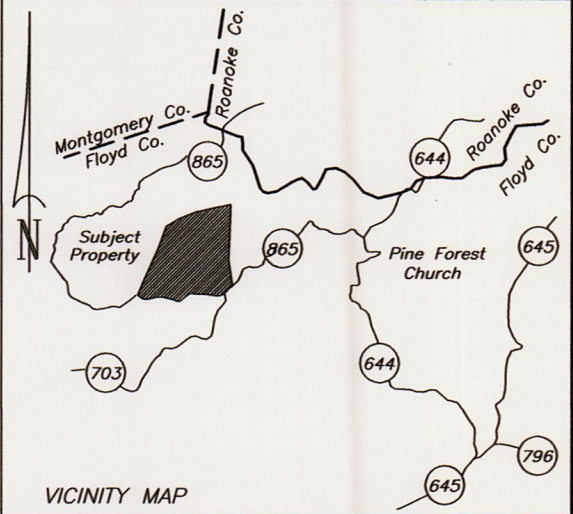 Roanoke Co.
Montgomery Co.
Floyd Co.
865
644
Roanoke Co.
Floyd Co.
N
Subject
Property
865
Pine Forest
Church
645
703
644
796
645
VICINITY MAP